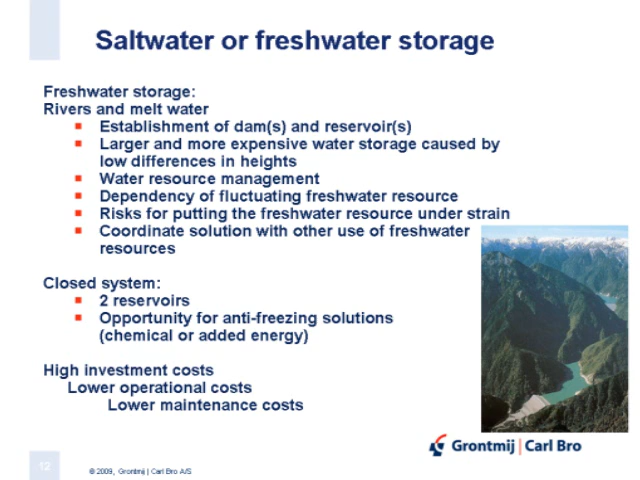 Saltwater or freshwater storage
Freshwater storage:
Rivers and melt water
Establishment of dam(s) and reservoir(s)
Larger and more expensive water storage caused by
low differences in heights
Water resource management
Dependency of fluctuating freshwater resource
Risks for putting the freshwater resource under strain
Coordinate solution with other use of freshwater
resources
Closed system:
2 reservoirs
Opportunity for anti-freezing solutions
(chemical or added energy)
High investment costs
Lower operational costs
Lower maintenance costs
Grontmij | Carl Bro
12
© 2009, Grontmij | Carl Bro A/S